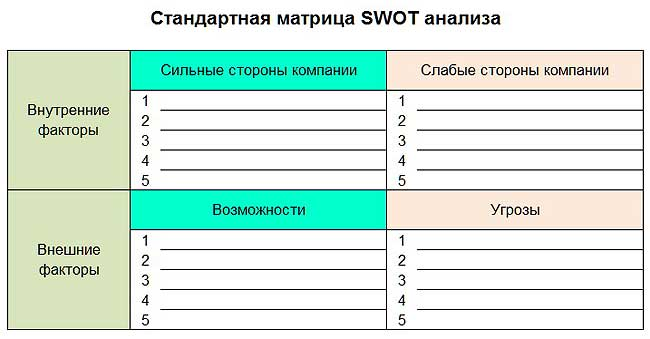 Стандартная матрица SWOT анализа
Сильные стороны компании
Слабые стороны компании
Внутренние
факторы
1
2
3
4
5
1
2
3
4
5
Возможности
Угрозы
Внешние
факторы
1
2
3
4
5
1
2
3
4
5